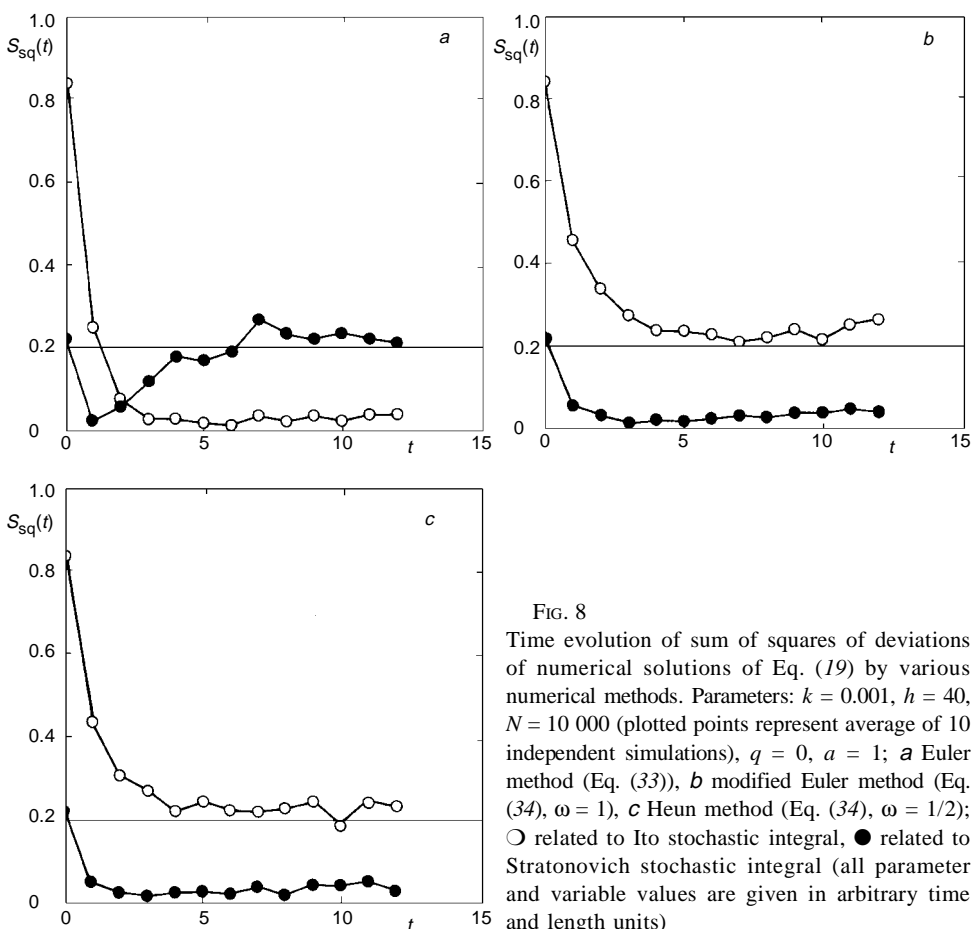 1.0
S_sq(t)
a
0.8
0.6
0.4
0.2
0
0
5
10
15
t
1.0
S_sq(t)
b
0.8
0.6
0.4
0.2
0
0
5
10
15
t
1.0
S_sq(t)
c
0.8
0.6
0.4
0.2
0
0
5
10
15
t
FIG. 8
Time evolution of sum of squares of deviations
of numerical solutions of Eq. (19) by various
numerical methods. Parameters: k = 0.001, h = 40,
N = 10 000 (plotted points represent average of 10
independent simulations), q = 0, a = 1; a Euler
method (Eq. (33)), b modified Euler method (Eq.
(34), ω = 1), c Heun method (Eq. (34), ω = 1/2);
❍ related to Ito stochastic integral, ● related to
Stratonovich stochastic integral (all parameter
and variable values are given in arbitrary time
and length units)